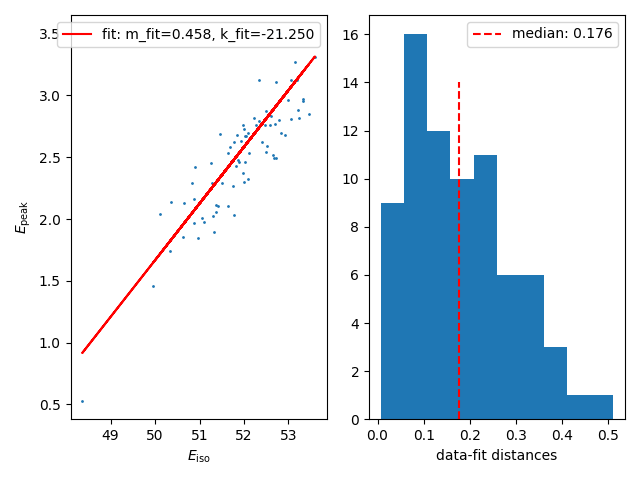 fit: m_fit=0.458, k_fit=-21.250
3.5
3.0
2.5
2.0
1.5
1.0
0.5
E_peak
49 50 51 52 53
E_iso
median: 0.176
16
14
12
10
8
6
4
2
0
0.0 0.1 0.2 0.3 0.4 0.5
data-fit distances